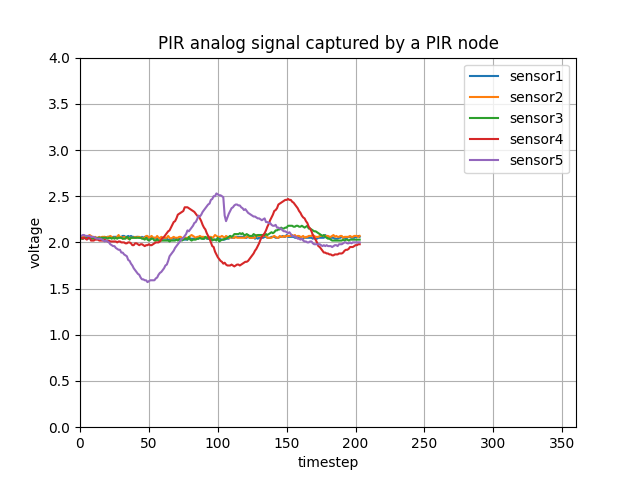 PIR analog signal captured by a PIR node
sensor1
sensor2
sensor3
sensor4
sensor5
voltage
4.0
3.5
3.0
2.5
2.0
1.5
1.0
0.5
0.0
0 50 100 150 200 250 300 350
timestep